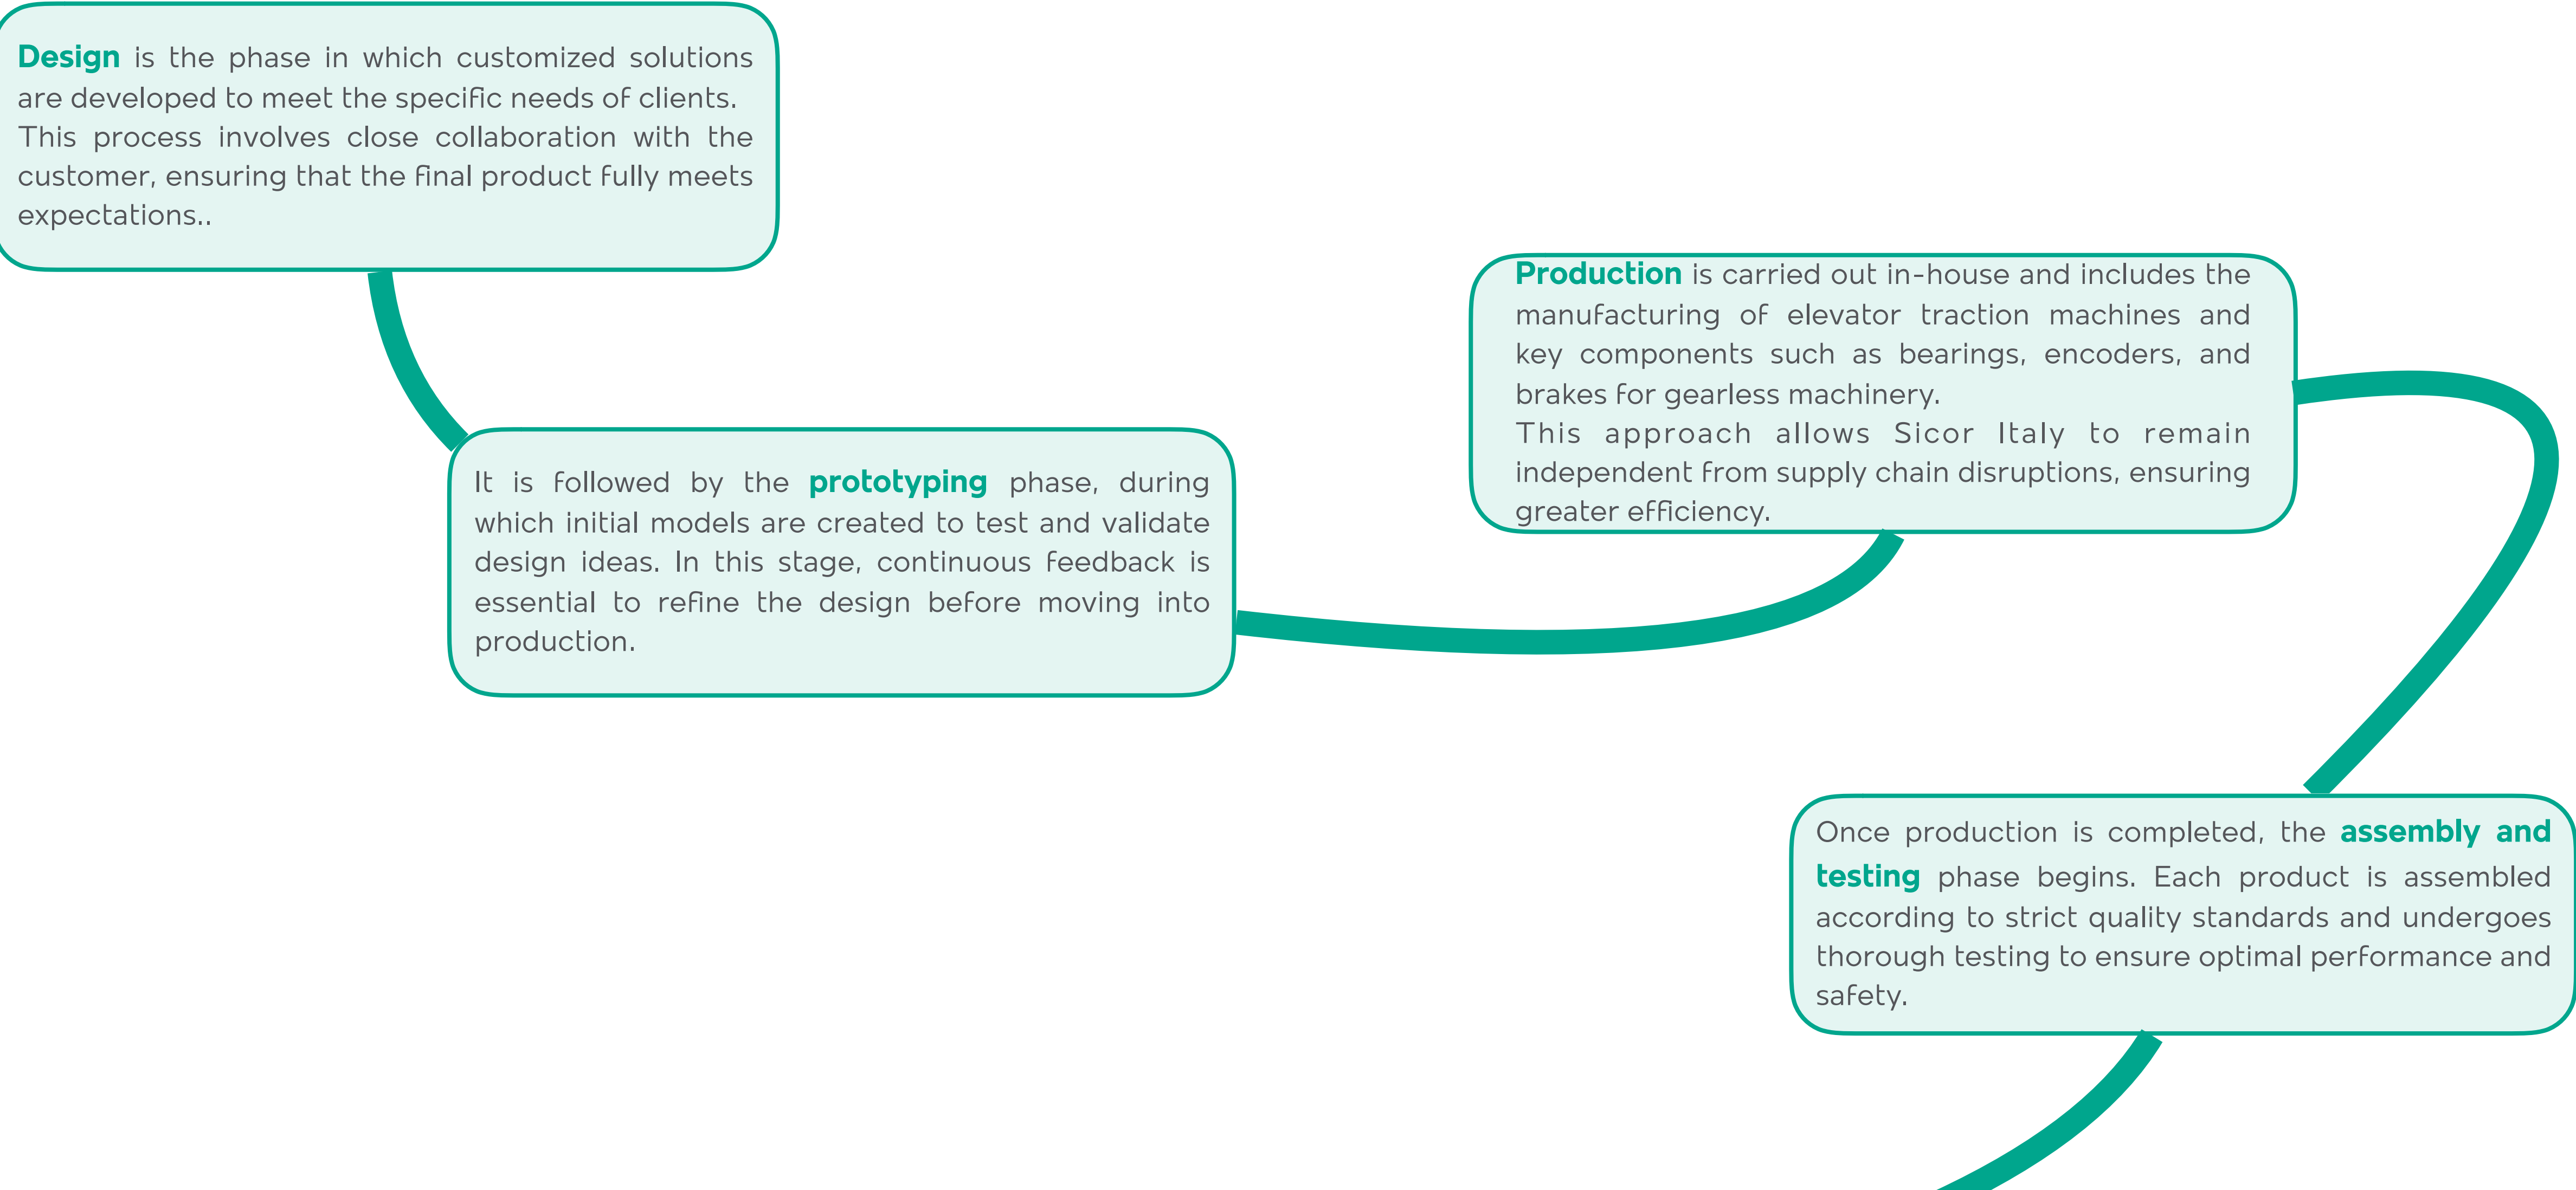 Design is the phase in which customized solutions
are developed to meet the specific needs of clients.
This process involves close collaboration with the
customer, ensuring that the final product fully meets
expectations..
It is followed by the prototyping phase, during
which initial models are created to test and validate
design ideas. In this stage, continuous feedback is
essential to refine the design before moving into
production.
Production is carried out in-house and includes the
manufacturing of elevator traction machines and
key components such as bearings, encoders, and
brakes for gearless machinery.
This approach allows Sicor Italy to remain
independent from supply chain disruptions, ensuring
greater efficiency.
Once production is completed, the assembly and
testing phase begins. Each product is assembled
according to strict quality standards and undergoes
thorough testing to ensure optimal performance and
safety.